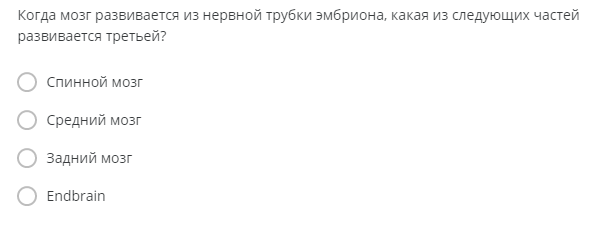 Когда мозг развивается из нервной трубки эмбриона, какая из следующих частей
развивается третьей?
Спинной мозг
Средний мозг
Задний мозг
Endbrain